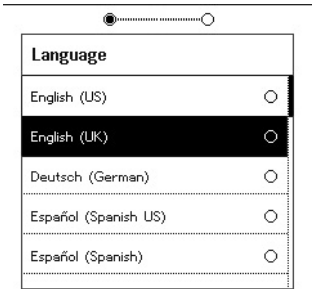 Language
English (US)
English (UK)
Deutsch (German)
Español (Spanish US)
Español (Spanish)